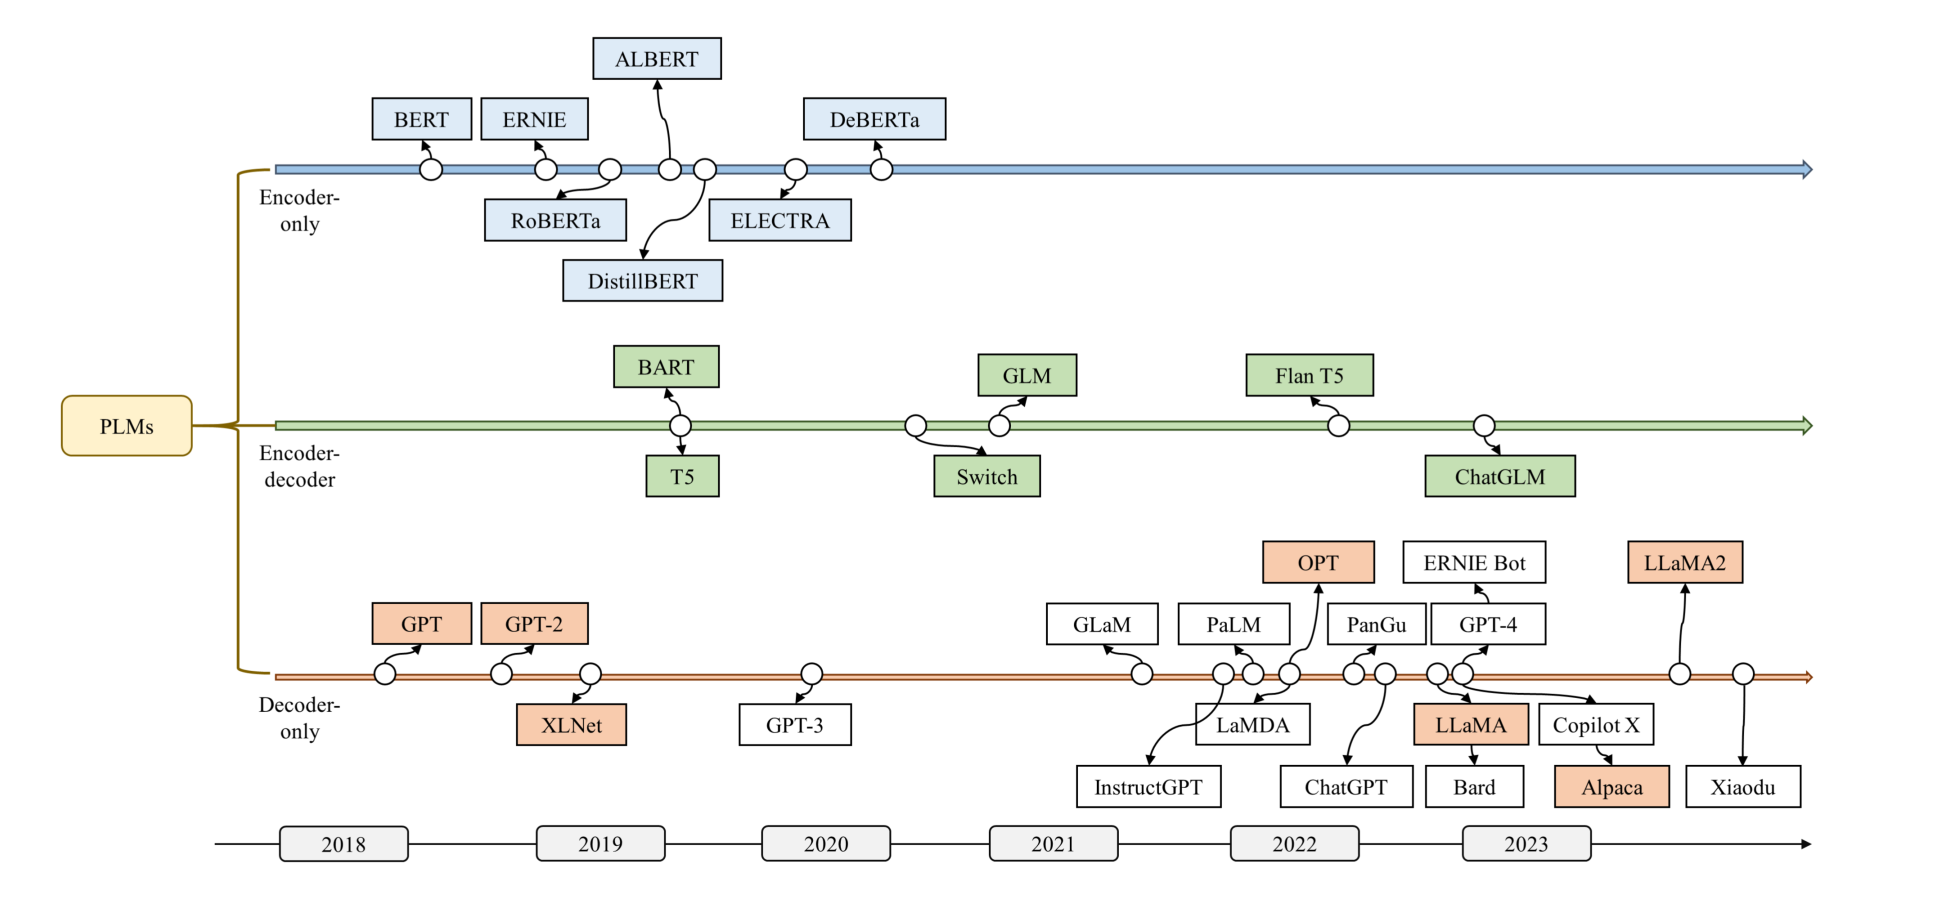 ALBERT
BERT
ERNIE
DeBERTa
Encoder-
only
RoBERTa
ELECTRA
DistillBERT
BART
GLM
Flan T5
PLMs
Encoder-
decoder
T5
Switch
ChatGLM
OPT
ERNIE Bot
LLaMA2
GPT
GPT-2
GLaM
PaLM
PanGu
GPT-4
Decoder-
only
XLNet
GPT-3
LaMDA
LLaMA
Copilot X
InstructGPT
ChatGPT
Bard
Alpaca
Xiaodu
2018
2019
2020
2021
2022
2023